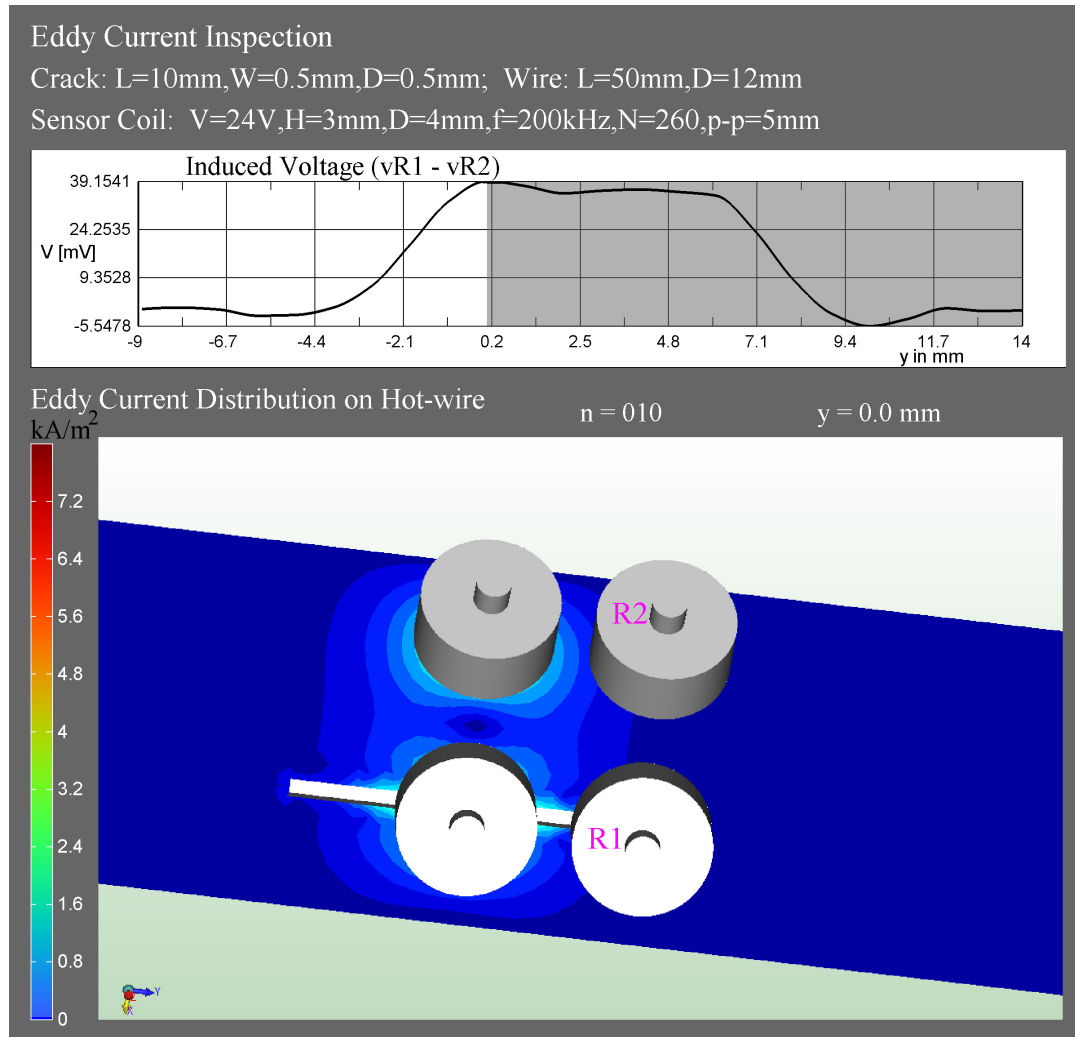 Eddy Current Inspection
Crack: L=10mm,W=0.5mm,D=0.5mm; Wire: L=50mm,D=12mm
Sensor Coil: V=24V,H=3mm,D=4mm,f=200kHz,N=260,p-p=5mm
Induced Voltage (vR1 - vR2)
39.1541
24.2535
V [mV]
9.3528
-5.5478
-9 -6.7 -4.4 -2.1 0.2 2.5 4.8 7.1 9.4 11.7 14
y in mm
Eddy Current Distribution on Hot-wire n = 010 y = 0.0 mm
kA/m²
7.2
6.4
5.6
4.8
4
3.2
2.4
1.6
0.8
0
R2
R1
Y
X